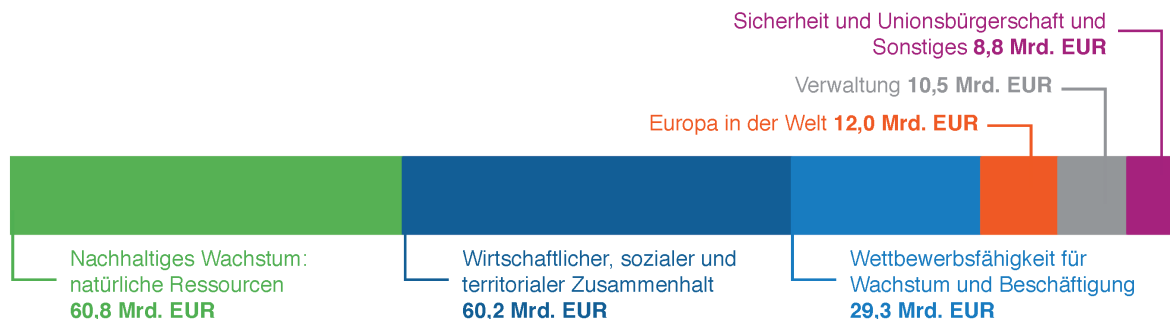 Sicherheit und Unionsbürgerschaft und
Sonstiges 8,8 Mrd. EUR
Verwaltung 10,5 Mrd. EUR
Europa in der Welt 12,0 Mrd. EUR
Nachhaltiges Wachstum:
natürliche Ressourcen
60,8 Mrd. EUR
Wirtschaftlicher, sozialer und
territorialer Zusammenhalt
60,2 Mrd. EUR
Wettbewerbsfähigkeit für
Wachstum und Beschäftigung
29,3 Mrd. EUR